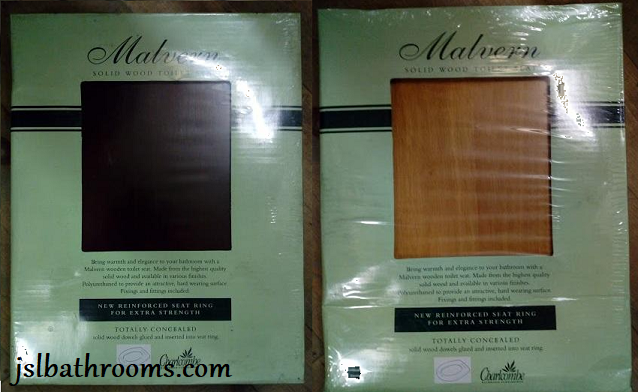 Malvern
SOLID WOOD TOILET
Bring warmth and elegance to your bathroom with a
Malvern wooden toilet seat. Made from the highest quality
solid wood and available in various finishes.
Polyurethaned to provide an attractive, hard wearing surface
Fixings and fittings included.
NEW REINFORCED SEAT RING
FOR EXTRA STRENGTH
TOTALLY CONCEALED
solid wood dowels glued and inserted into seat ring.
Charlcombe
jslbathrooms.com
Malvern
SOLID WOOD TOILET
Bring warmth and elegance to your bathroom with a
Malvern wooden toilet seat. Made from the highest quality
solid wood and available in various finishes.
Polyurethaned to provide an attractive, hard wearing surface
Fixings and fittings included.
NEW REINFORCED SEAT RING
FOR EXTRA STRENGTH
TOTALLY CONCEALED
solid wood dowels glued and inserted into seat ring.
Charlcombe